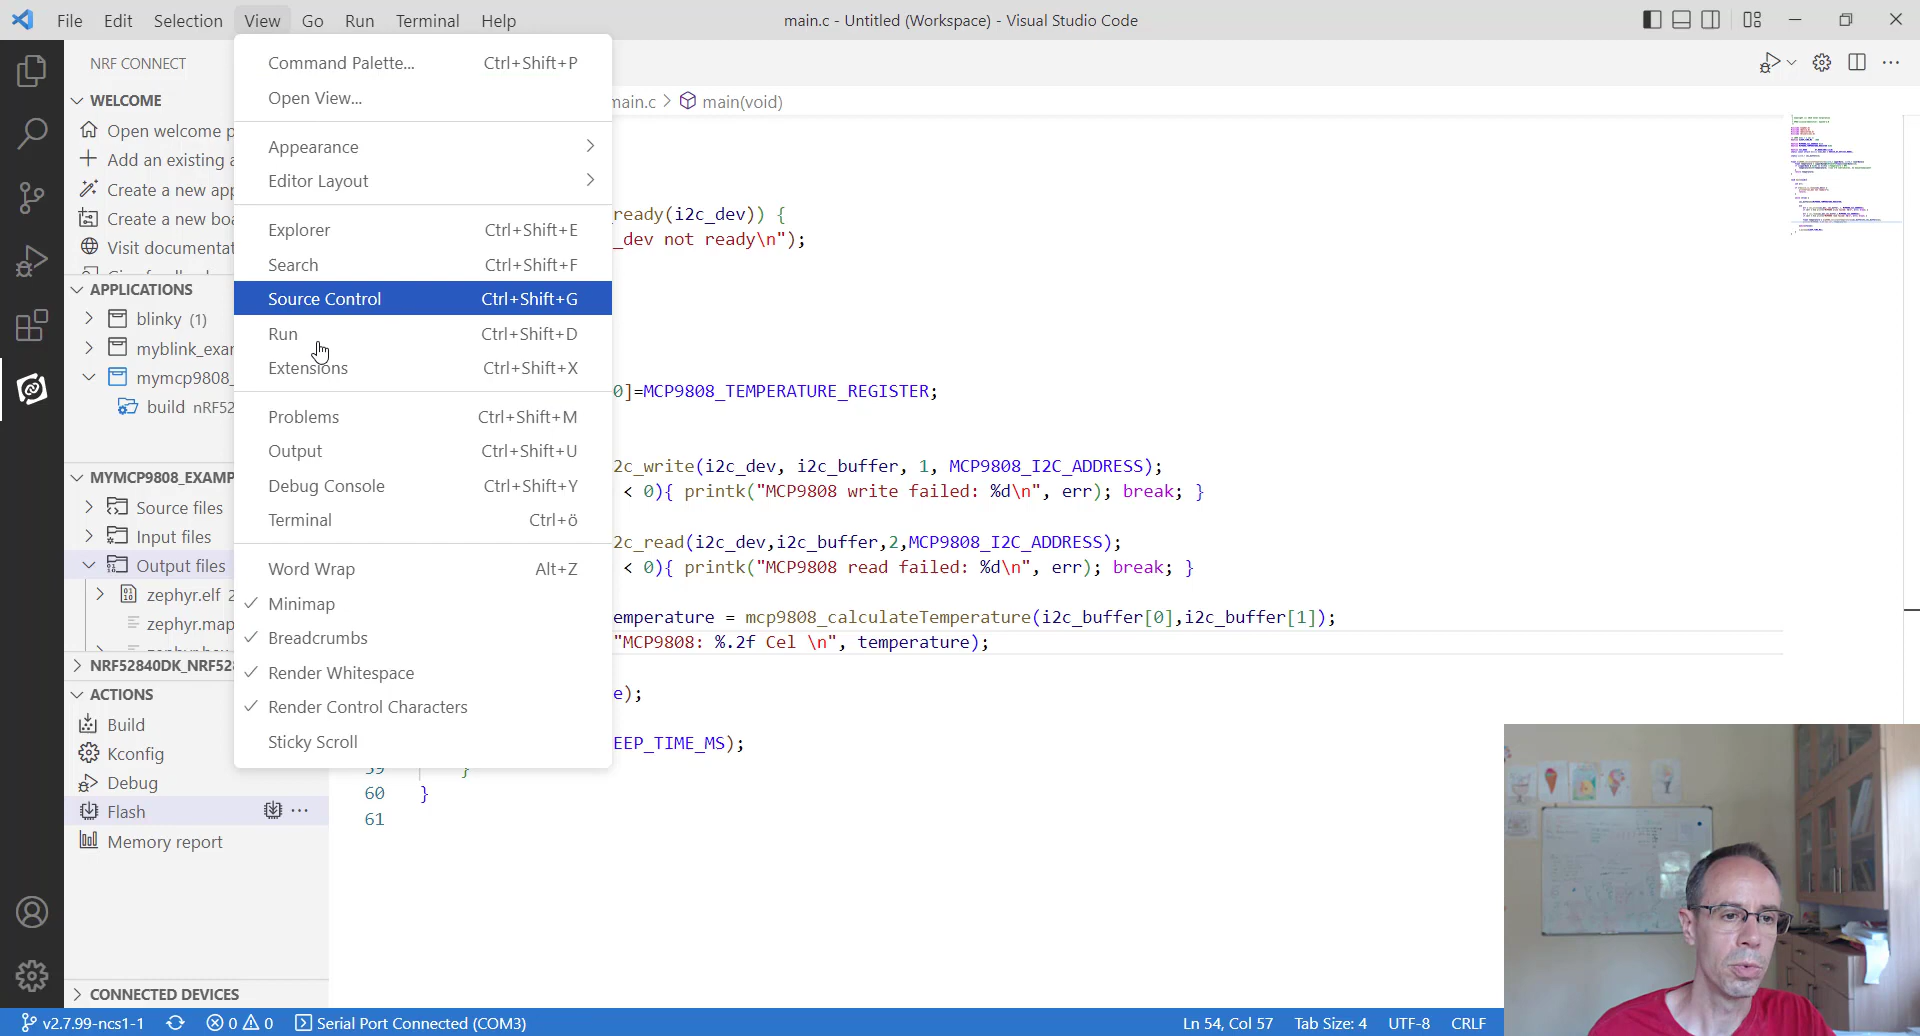 File Edit Selection View Go Run Terminal Help
main.c - Untitled (Workspace) - Visual Studio Code
NRF CONNECT
WELCOME
Open welcome p
Add an existing a
Create a new app
Create a new boa
Visit documentat
APPLICATIONS
blinky (1)
myblink_exar
mymcp9808_
build nRF52
MYMCP9808_EXAMP
Source files
Input files
Output files
zephyr.elf 2
zephyr.map
NRF52840DK_NRF528
ACTIONS
Build
Kconfig
Debug
Flash
Memory report
CONNECTED DEVICES
Command Palette... Ctrl+Shift+P
Open View...
Appearance
Editor Layout
Explorer Ctrl+Shift+E
Search Ctrl+Shift+F
Source Control Ctrl+Shift+G
Run Ctrl+Shift+D
Extensions Ctrl+Shift+X
Problems Ctrl+Shift+M
Output Ctrl+Shift+U
Debug Console Ctrl+Shift+Y
Terminal Ctrl+ö
Word Wrap Alt+Z
Minimap
Breadcrumbs
Render Whitespace
Render Control Characters
Sticky Scroll
main.c > main(void)
_ready(i2c_dev)) {
_dev not ready\n");
0]=MCP9808_TEMPERATURE_REGISTER;
2c_write(i2c_dev, i2c_buffer, 1, MCP9808_I2C_ADDRESS);
< 0){ printk("MCP9808 write failed: %d\n", err); break; }
2c_read(i2c_dev,i2c_buffer,2,MCP9808_I2C_ADDRESS);
< 0){ printk("MCP9808 read failed: %d\n", err); break; }
emperature = mcp9808_calculateTemperature(i2c_buffer[0],i2c_buffer[1]);
"MCP9808: %.2f Cel \n", temperature);
e);
EEP_TIME_MS);
59 }
60 }
61
v2.7.99-ncs1-1 0 0 Serial Port Connected (COM3) Ln 54, Col 57 Tab Size: 4 UTF-8 CRLF